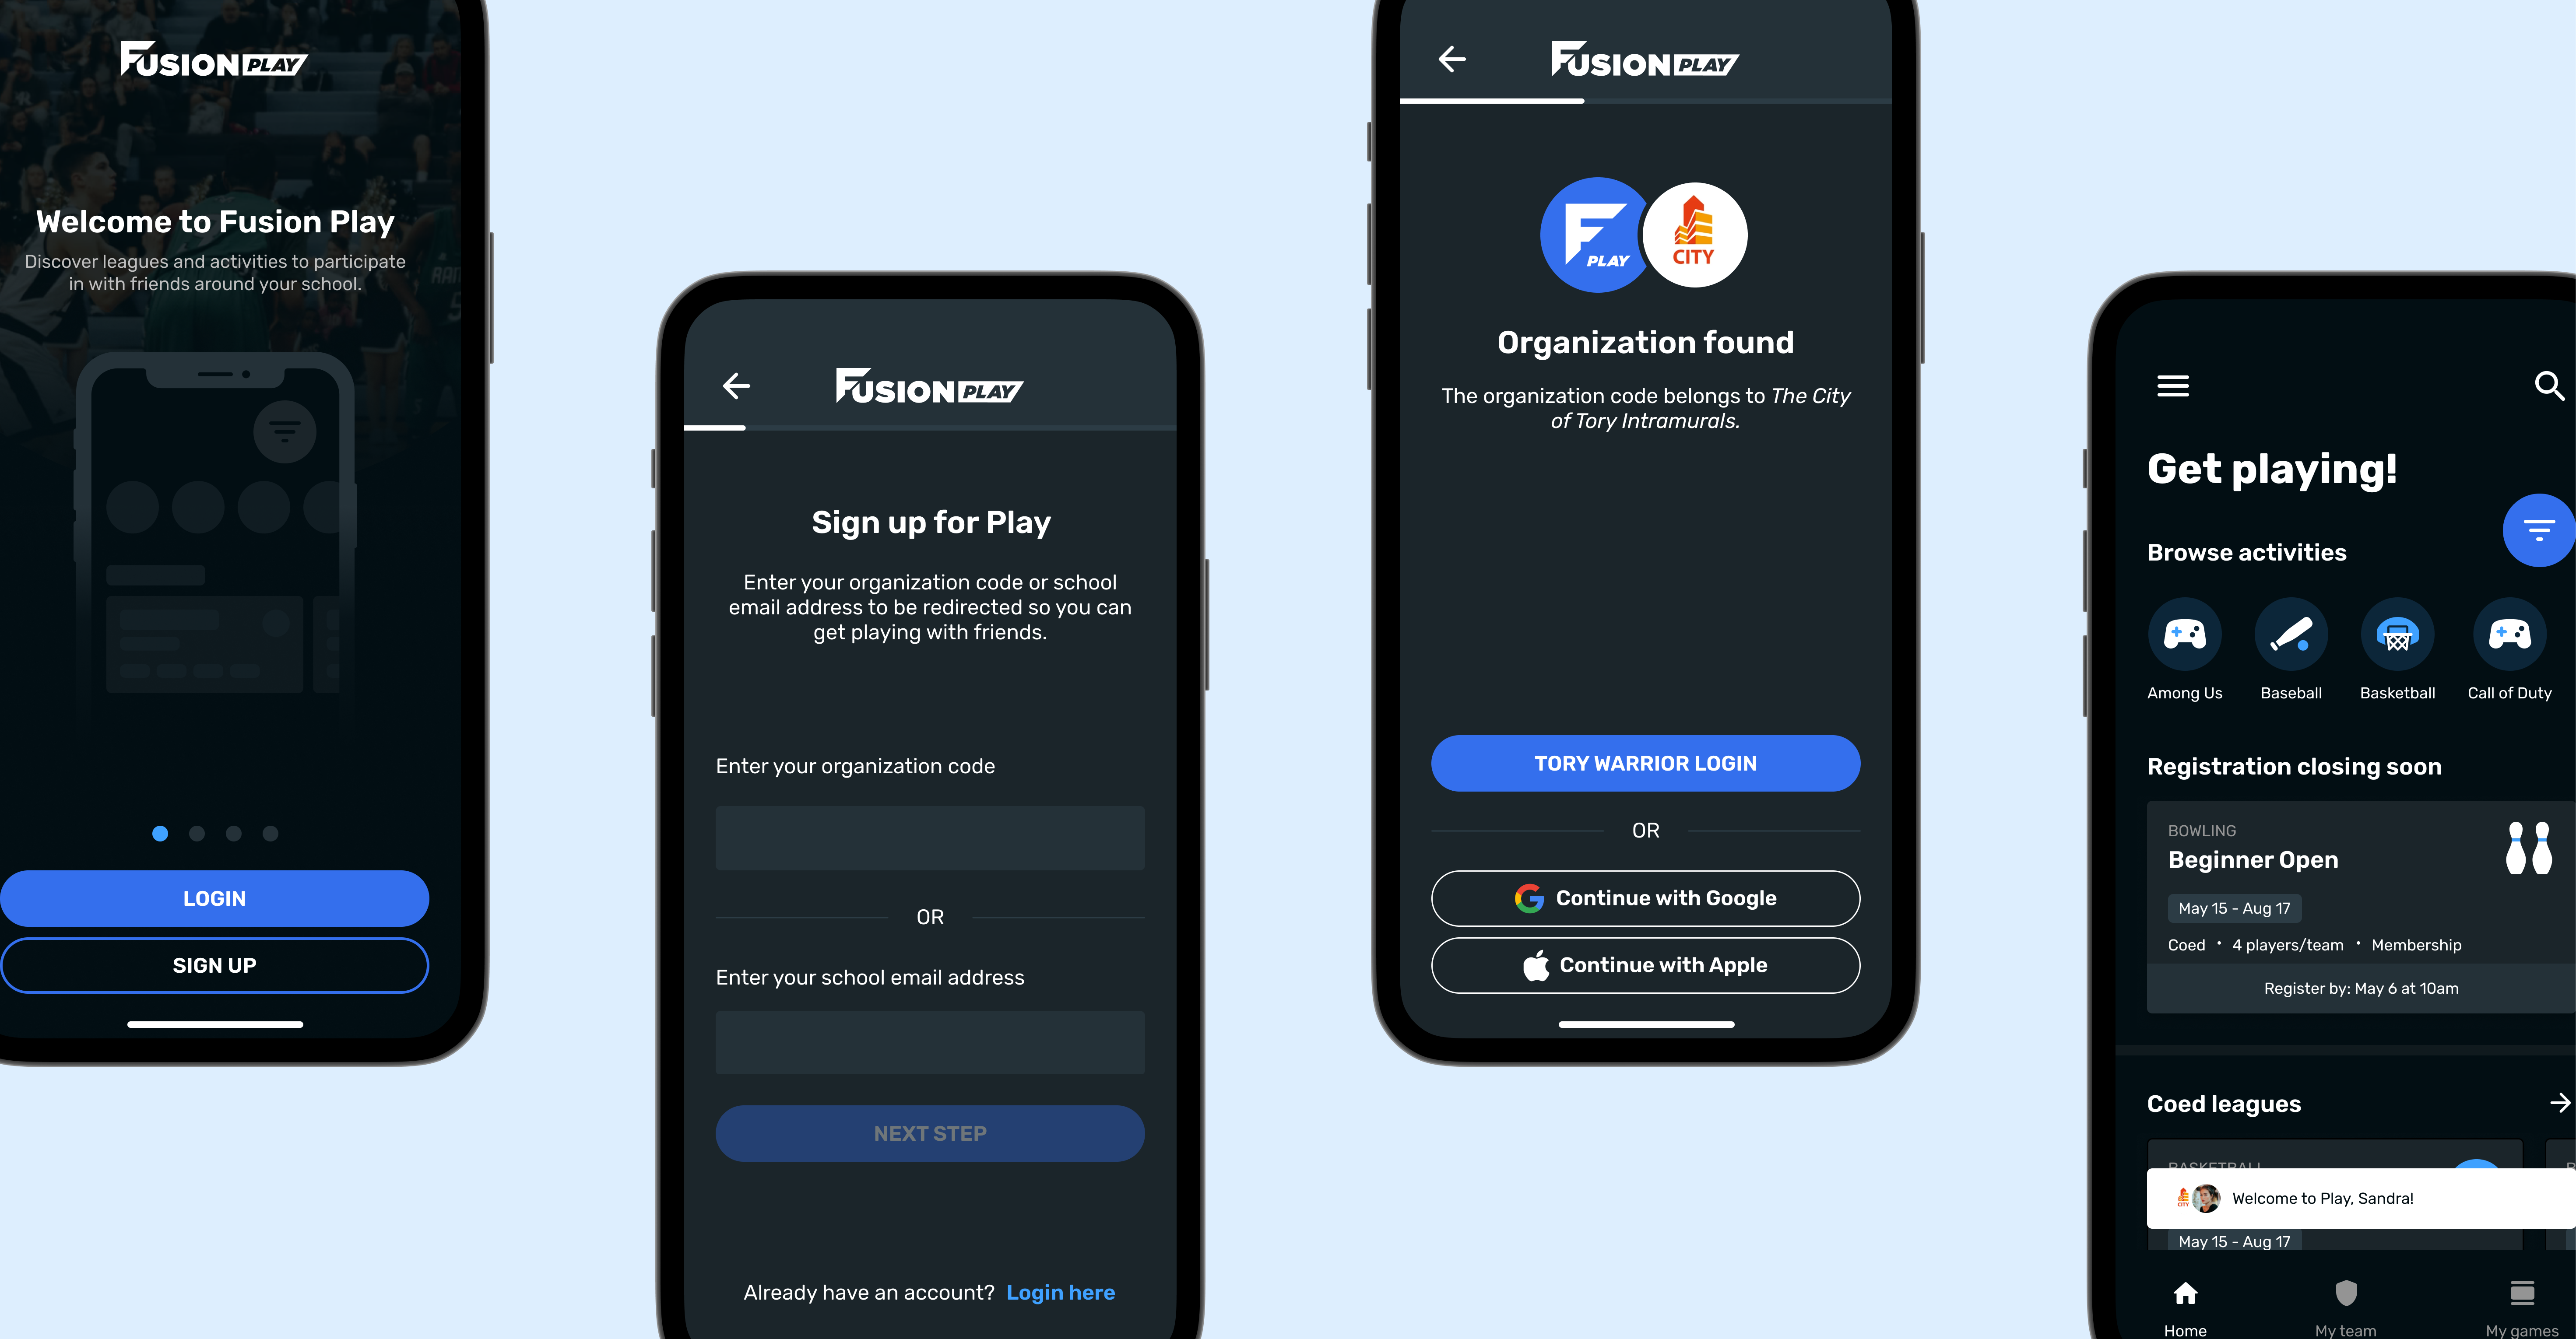 FUSION PLAY
Welcome to Fusion Play
Discover leagues and activities to participate
in with friends around your school.
LOGIN
SIGN UP
FUSION PLAY
Sign up for Play
Enter your organization code or school
email address to be redirected so you can
get playing with friends.
Enter your organization code
OR
Enter your school email address
NEXT STEP
Already have an account? Login here
FUSION PLAY
F PLAY
CITY
Organization found
The organization code belongs to The City
of Tory Intramurals.
TORY WARRIOR LOGIN
OR
Continue with Google
Continue with Apple
Get playing!
Browse activities
Among Us
Baseball
Basketball
Call of Duty
Registration closing soon
BOWLING
Beginner Open
May 15 - Aug 17
Coed • 4 players/team • Membership
Register by: May 6 at 10am
Coed leagues
BASKETBALL
CITY
Welcome to Play, Sandra!
May 15 - Aug 17
Home
My team
My games